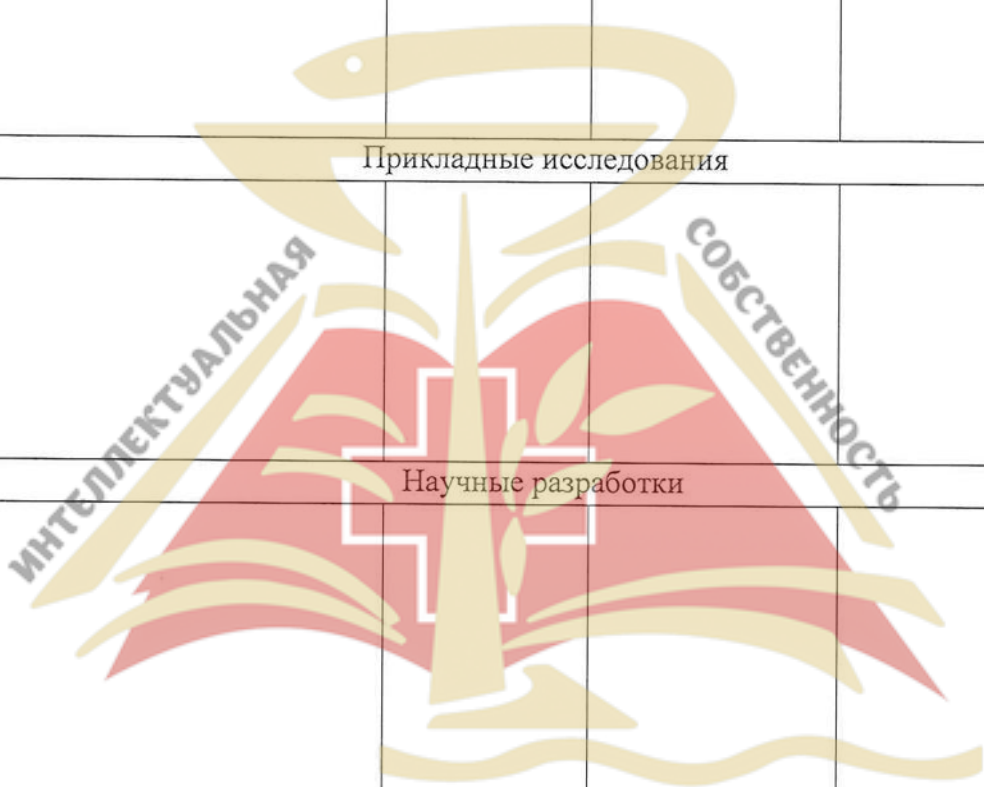 Прикладные исследования
ИНТЕЛЛЕКТУАЛЬНАЯ
СОБСТВЕННОСТЬ
Научные разработки